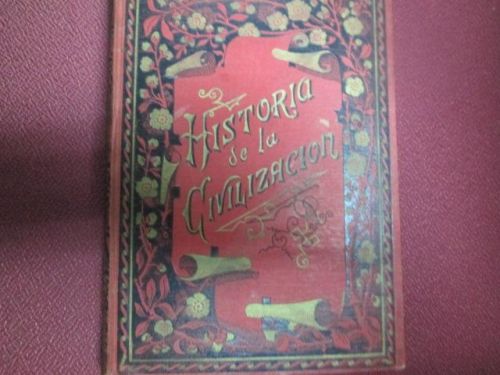 HISTORIA
de la
CIVILIZACION